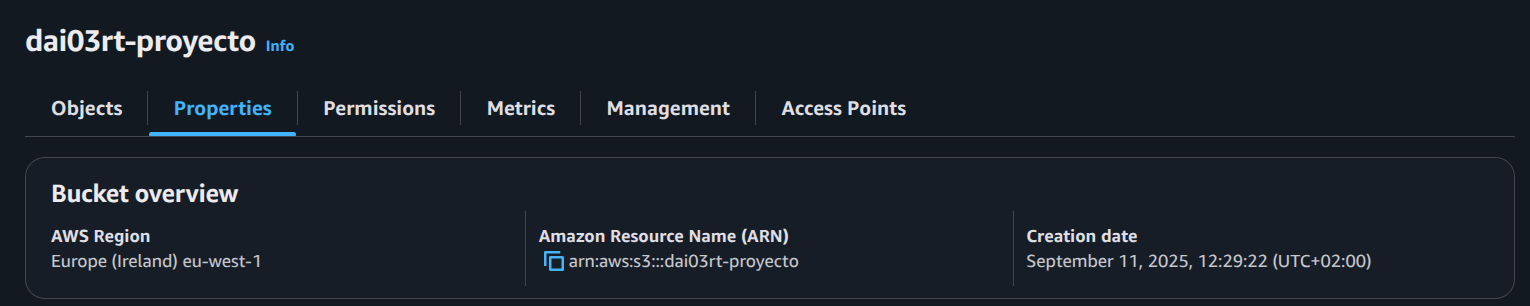 dai03rt-proyecto Info
Objects Properties Permissions Metrics Management Access Points
Bucket overview
AWS Region
Europe (Ireland) eu-west-1
Amazon Resource Name (ARN)
arn:aws:s3:::dai03rt-proyecto
Creation date
September 11, 2025, 12:29:22 (UTC+02:00)